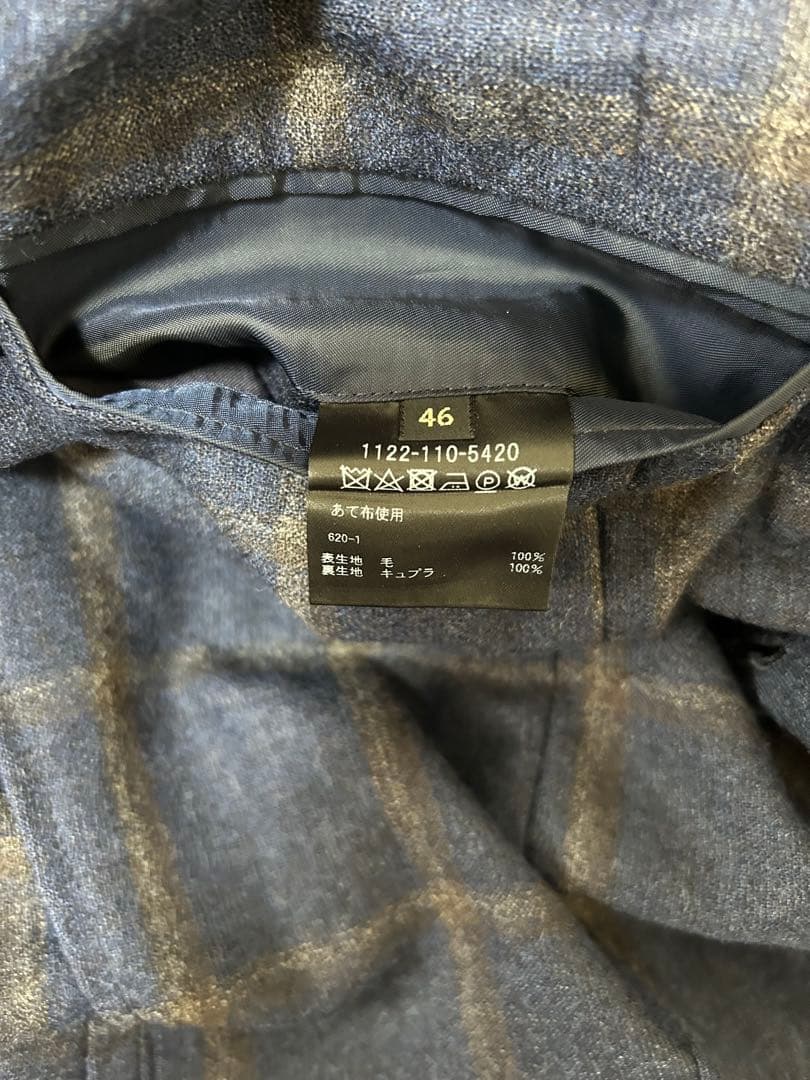 46
1122-110-5420
あて布使用
620-1
表生地 毛 100%
裏生地 キュプラ 100%